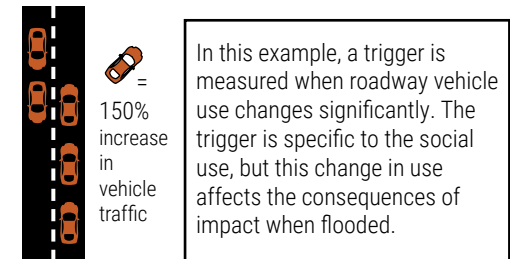 =
150%
increase
in
vehicle
traffic
In this example, a trigger is
measured when roadway vehicle
use changes significantly. The
trigger is specific to the social
use, but this change in use
affects the consequences of
impact when flooded.